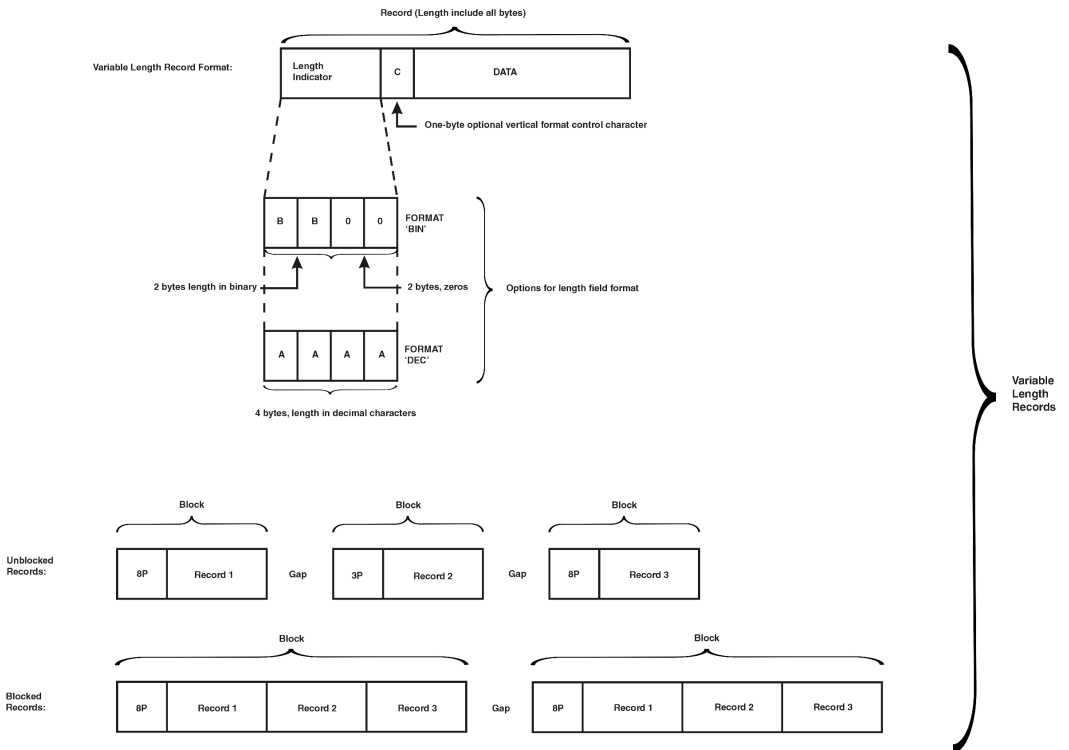 Record (Length include all bytes)
Variable Length Record Format:
Length
Indicator
C
DATA
One-byte optional vertical format control character
B B 0 0
FORMAT
'BIN'
2 bytes length in binary
2 bytes, zeros
Options for length field format
A A A A
FORMAT
'DEC'
4 bytes, length in decimal characters
Variable
Length
Records
Block Block Block
Unblocked
Records:
8P Record 1 Gap 3P Record 2 Gap 8P Record 3
Block Block
Blocked
Records:
8P Record 1 Record 2 Record 3 Gap 8P Record 1 Record 2 Record 3